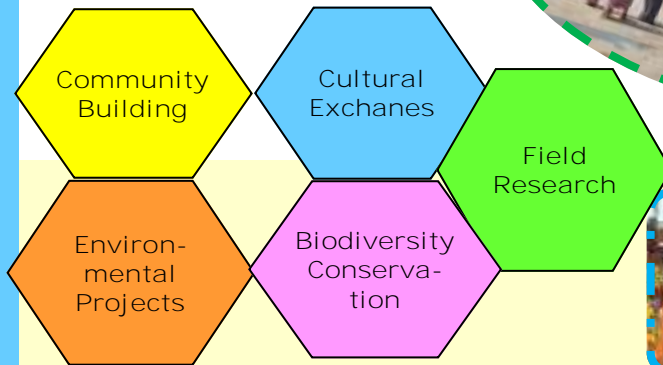 Community
Building
Cultural
Exchanes
Field
Research
Environ-
mental
Projects
Biodiversity
Conserva-
tion